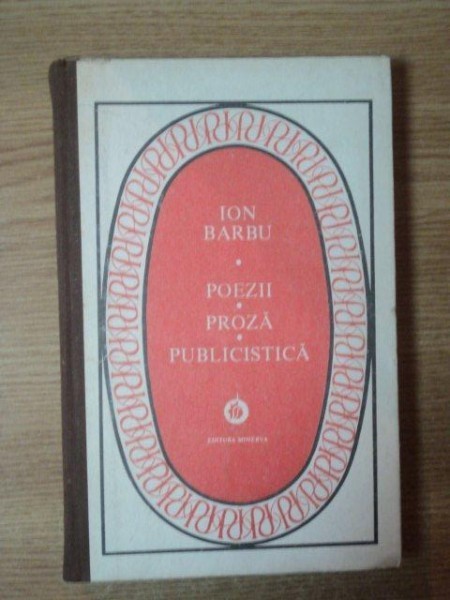 ION
BARBU
POEZII
PROZĂ
PUBLICISTICĂ
EDITURA MINERVA